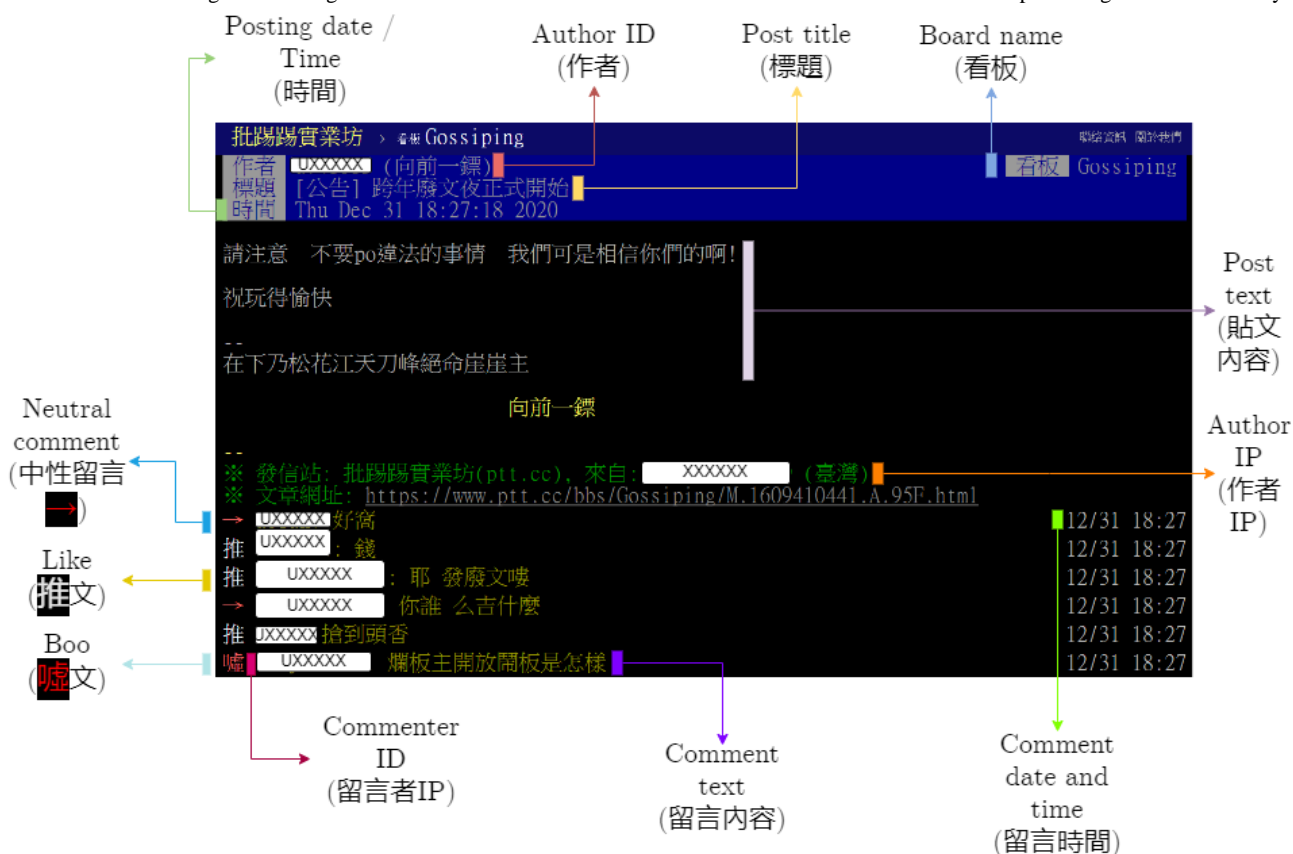 Posting date /
Time
(時間)
Author ID
(作者)
Post title
(標題)
Board name
(看板)
批踢踢實業坊 › 看板 Gossiping
聯絡資訊 關於我們
作者 UXXXXX (向前一鏢)
看板 Gossiping
標題 [公告] 跨年廢文夜正式開始
時間 Thu Dec 31 18:27:18 2020
請注意 不要po違法的事情 我們可是相信你們的啊!
祝玩得愉快
--
在下乃松花江天刀峰絕命崖崖主
向前一鏢
--
※ 發信站: 批踢踢實業坊(ptt.cc), 來自: XXXXXX (臺灣)
※ 文章網址: https://www.ptt.cc/bbs/Gossiping/M.1609410441.A.95F.html
→ UXXXXX 好窩 12/31 18:27
推 UXXXXX : 錢 12/31 18:27
推 UXXXXX : 耶 發廢文嘍 12/31 18:27
→ UXXXXX 你誰 么吉什麼 12/31 18:27
推 UXXXXX 搶到頭香 12/31 18:27
噓 UXXXXX 爛板主開放鬧板是怎樣 12/31 18:27
Post
text
(貼文
內容)
Author
IP
(作者
IP)
Neutral
comment
(中性留言
→)
Like
(推文)
Boo
(噓文)
Commenter
ID
(留言者IP)
Comment
text
(留言內容)
Comment
date and
time
(留言時間)